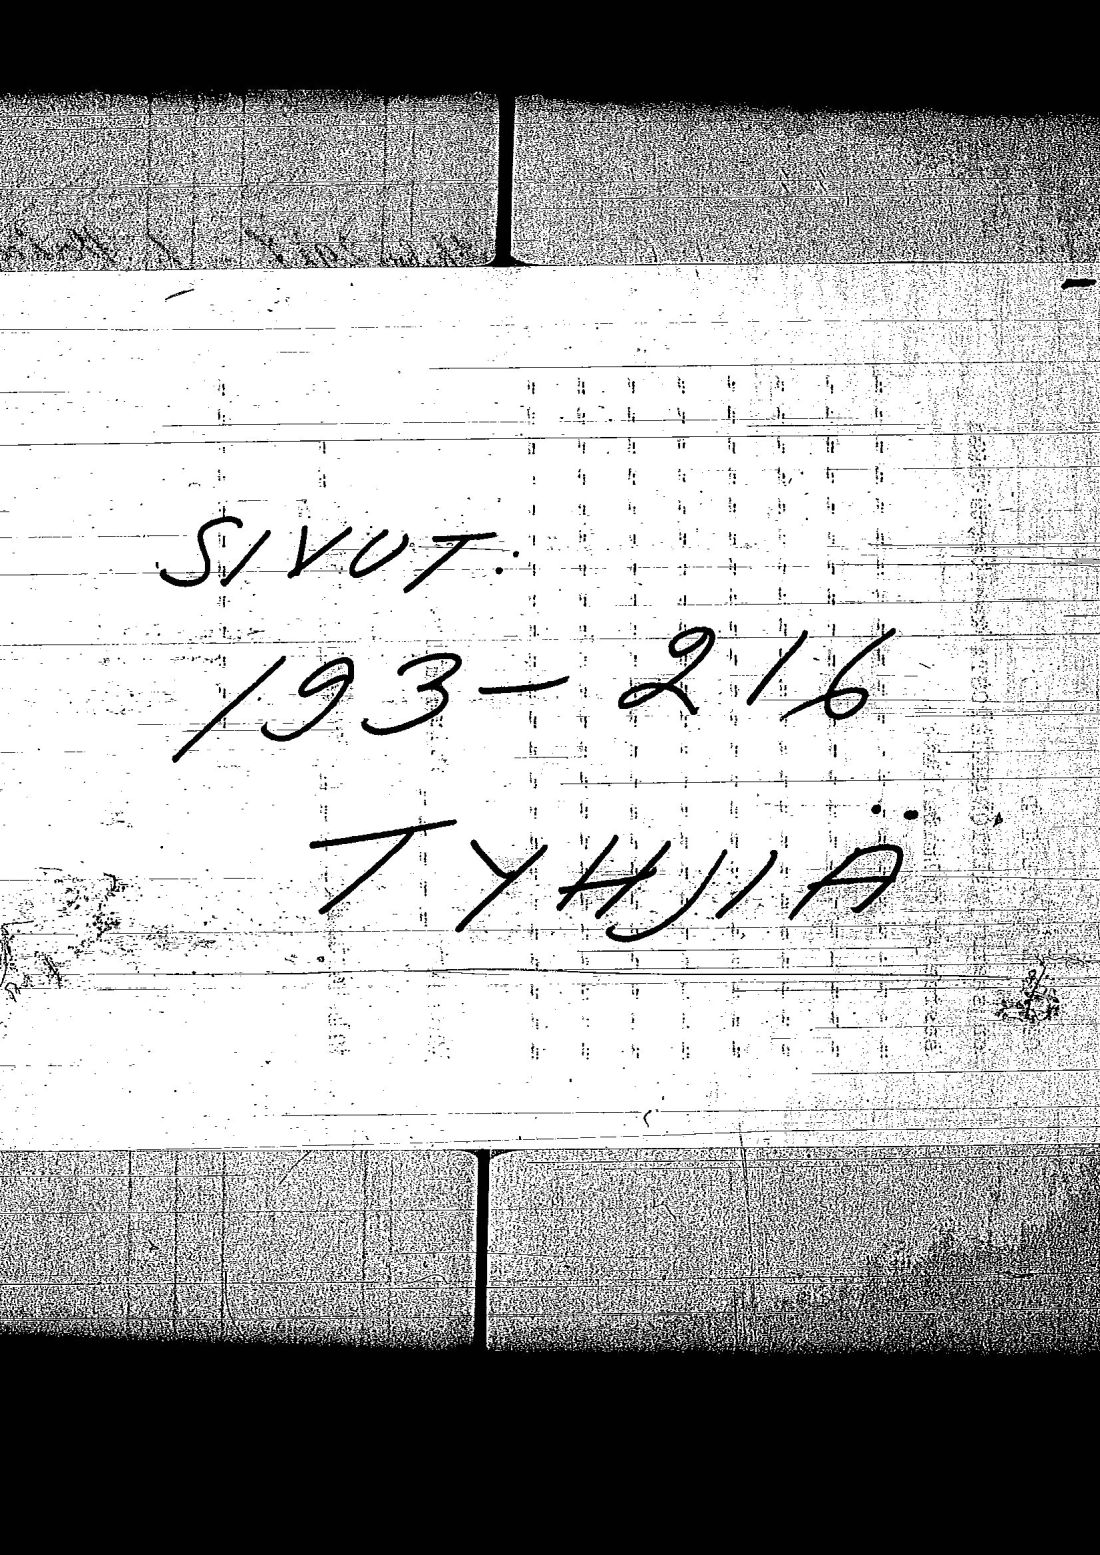 SIVUT:
193-216
TYHJIÄ